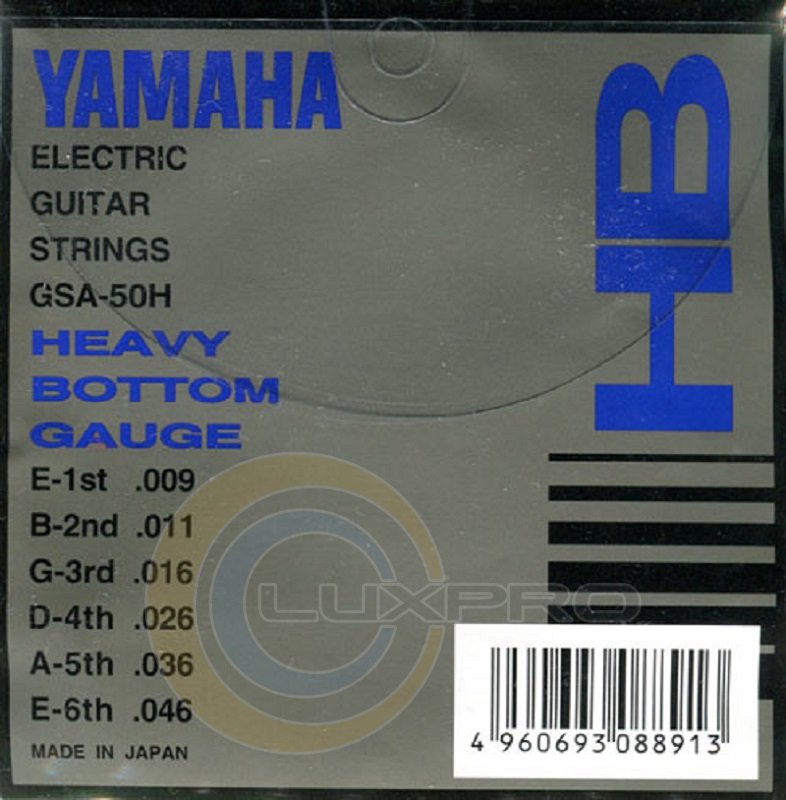 YAMAHA
ELECTRIC
GUITAR
STRINGS
GSA-50H
HEAVY
BOTTOM
GAUGE
E-1st .009
B-2nd .011
G-3rd .016
D-4th .026
A-5th .036
E-6th .046
MADE IN JAPAN
HB
LUXPRO
4 960693 088913